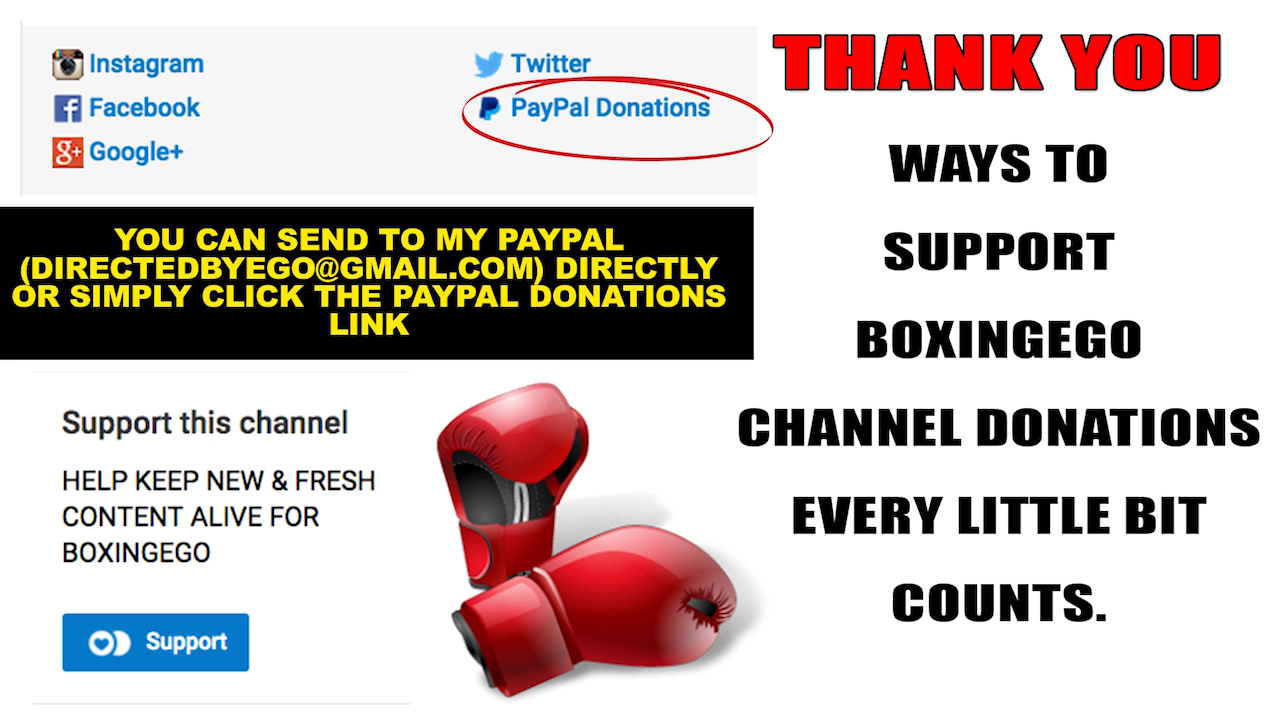 Instagram
Twitter
Facebook
PayPal Donations
Google+
YOU CAN SEND TO MY PAYPAL
(DIRECTEDBYEGO@GMAIL.COM) DIRECTLY
OR SIMPLY CLICK THE PAYPAL DONATIONS
LINK
Support this channel
HELP KEEP NEW & FRESH
CONTENT ALIVE FOR
BOXINGEGO
Support
THANK YOU
WAYS TO
SUPPORT
BOXINGEGO
CHANNEL DONATIONS
EVERY LITTLE BIT
COUNTS.